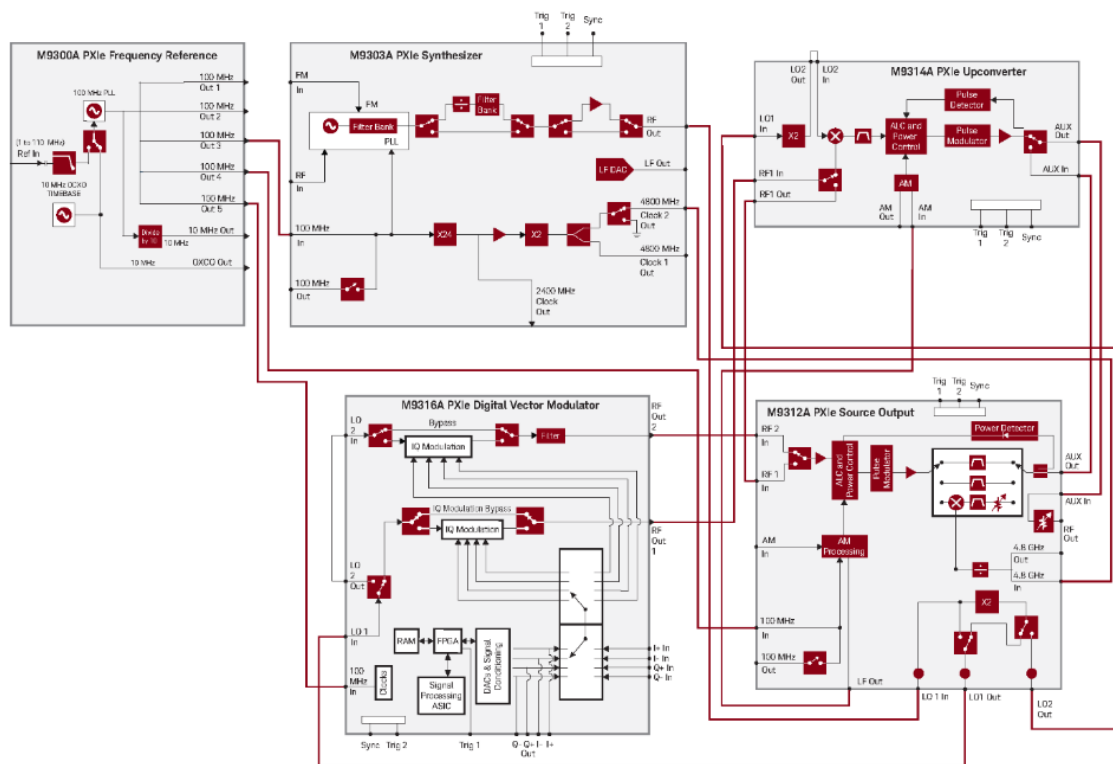 M9300A PXIe Frequency Reference
100 MHz
Out 1
100 MHz PLL
100 MHz
Out 2
(1 to 110 MHz)
Ref In
100 MHz
Out 3
100 MHz
Out 4
10 MHz OCXO
TIMEBASE
100 MHz
Out 5
Divide
by 10
10 MHz Out
10 MHz
10 MHz
OXCO Out
Trig
1
Trig
2
Sync
M9303A PXIe Synthesizer
FM
In
FM
Filter Bank
PLL
Filter
Bank
RF
Out
RF
In
LF DAC
LF Out
4800 MHz
Clock 2
Out
100 MHz
In
X24
X2
4800 MHz
Clock 1
Out
100 MHz
Out
2400 MHz
Clock
Out
LO2
Out
LO2
In
M9314A PXIe Upconverter
LO1
In
X2
Pulse
Detector
ALC and
Power
Control
Pulse
Modulator
AUX Out
AUX In
RF1 In
RF1 Out
AM
AM
Out
AM
In
Trig
1
Trig
2
Sync
M9316A PXIe Digital Vector Modulator
LO
2
In
Bypass
IQ Modulation
Filter
RF
Out
2
IQ Modulation Bypass
IQ Modulation
RF
Out
1
LO
2
Out
LO 1
In
RAM
FPGA
DACs & Signal
Conditioning
Signal
Processing
ASIC
100
MHz
In
Clocks
I+ In
I- In
Q+ In
Q- In
Sync
Trig 2
Trig 1
Q- Q+ I- I+
Out
Trig
1
Trig
2
Sync
M9312A PXIe Source Output
RF 2
In
RF 1
In
ALC and
Power Control
Pulse
Modulator
Power Detector
AUX
Out
AUX In
RF
Out
AM
In
AM
Processing
4.8 GHz
Out
4.8 GHz
In
100 MHz
In
X2
100 MHz
Out
LF Out
LO 1 In
LO1 Out
LO2
Out